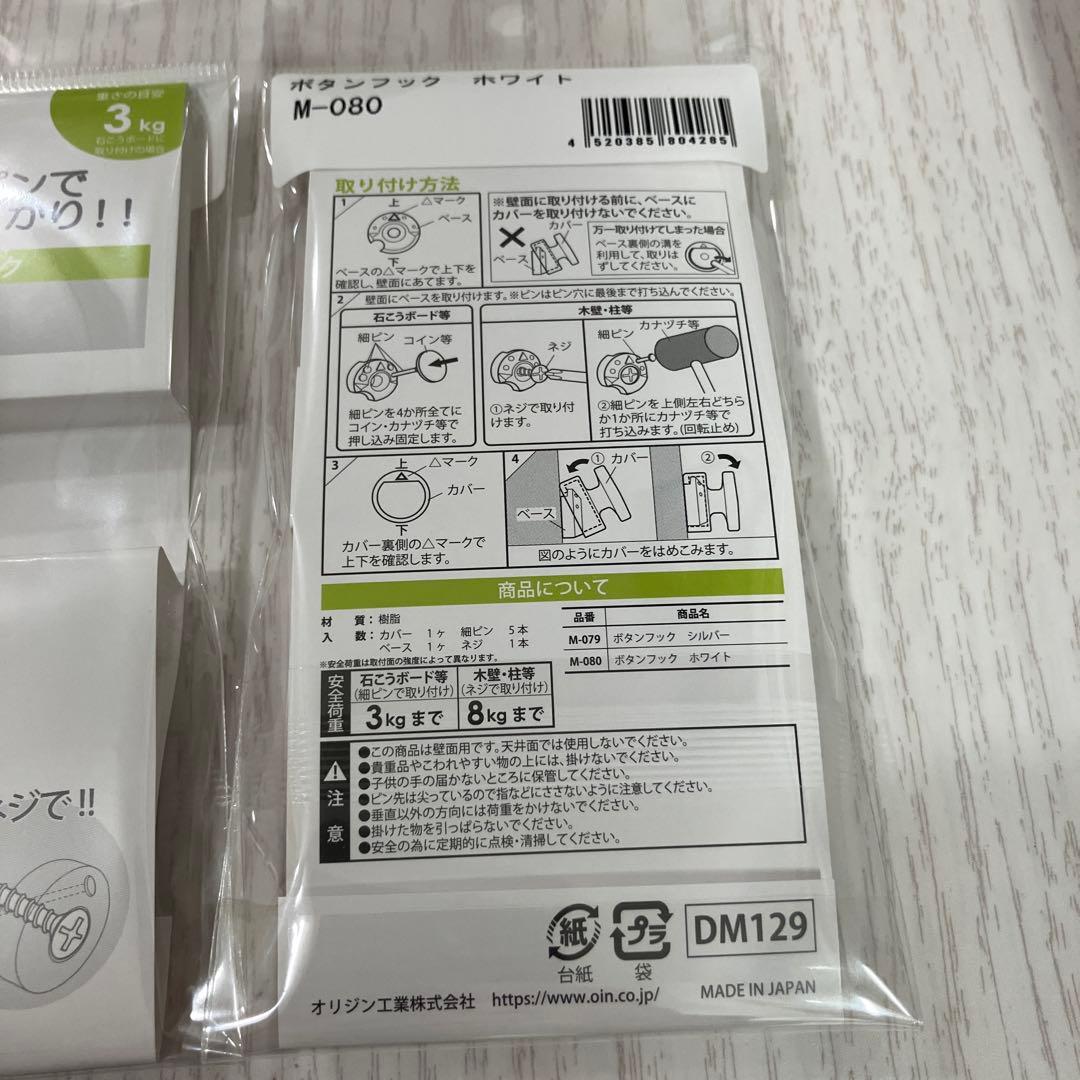 重さの目安
3kg
石こうボードに
取り付けの場合
ピンで
かり!!
ク
ネジで!!
ボタンフック ホワイト
M-080
4 520385 804285
取り付け方法
1
上
△マーク
ベース
下
ベースの△マークで上下を
確認し、壁面にあてます。
※壁面に取り付ける前に、ベースに
カバーを取り付けないでください。
カバー
ベース
万一取り付けてしまった場合
ベース裏側の溝を
利用して、取りは
ずしてください。
2 壁面にベースを取り付けます。※ピンはピン穴に最後まで打ち込んでください。
石こうボード等
細ピン
コイン等
細ピンを4か所全てに
コイン・カナヅチ等で
押し込み固定します。
木壁・柱等
ネジ
①ネジで取り付
けます。
カナヅチ等
細ピン
②細ピンを上側左右どちら
か1か所にカナヅチ等で
打ち込みます。(回転止め)
3
上
△マーク
カバー
下
カバー裏側の△マークで
上下を確認します。
4
① カバー
②
ベース
図のようにカバーをはめこみます。
商品について
材 質:樹脂
入 数:カバー 1ヶ 細ピン 5本
ベース 1ヶ ネジ 1本
※安全荷重は取付面の強度によって異なります。
品番 商品名
M-079 ボタンフック シルバー
M-080 ボタンフック ホワイト
安全荷重
石こうボード等
(細ピンで取り付け)
3kgまで
木壁・柱等
(ネジで取り付け)
8kgまで
注意
●この商品は壁面用です。天井面では使用しないでください。
●貴重品やこわれやすい物の上には、掛けないでください。
●子供の手の届かないところに保管してください。
●ピン先は尖っているので指などにささないように注意してください。
●垂直以外の方向には荷重をかけないでください。
●掛けた物を引っぱらないでください。
●安全の為に定期的に点検・清掃してください。
紙
台紙
プラ
袋
DM129
オリジン工業株式会社 https://www.oin.co.jp/ MADE IN JAPAN